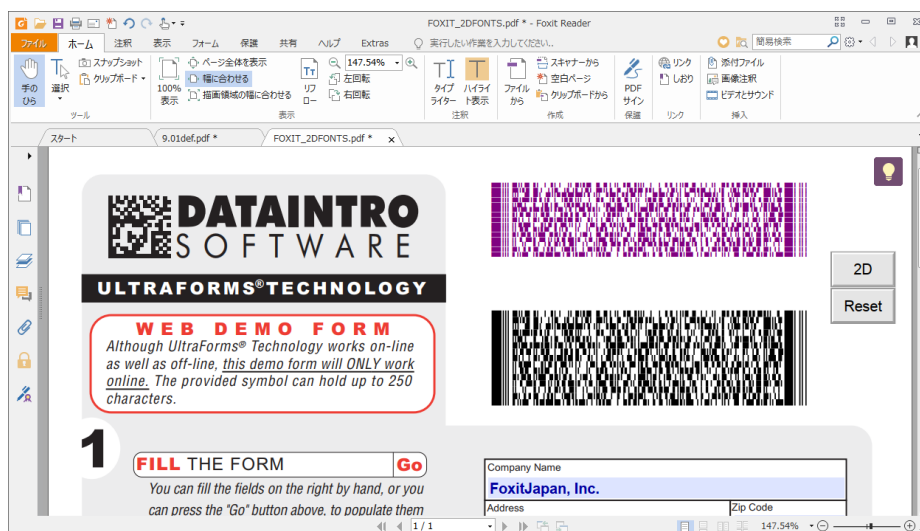 FOXIT_2DFONTS.pdf * - Foxit Reader
ファイル ホーム 注釈 表示 フォーム 保護 共有 ヘルプ Extras 実行したい作業を入力してください.. 簡易検索
手のひら
選択
スナップショット
クリップボード
ツール
100%表示
ページ全体を表示
幅に合わせる
描画領域の幅に合わせる
リフロー
147.54%
左回転
右回転
表示
タイプライター
ハイライト表示
注釈
ファイルから
スキャナーから
空白ページ
クリップボードから
作成
PDFサイン
保護
リンク
しおり
リンク
添付ファイル
画像注釈
ビデオとサウンド
挿入
スタート 9.01def.pdf * FOXIT_2DFONTS.pdf * x
DATAINTRO
SOFTWARE
ULTRAFORMS®TECHNOLOGY
WEB DEMO FORM
Although UltraForms® Technology works on-line
as well as off-line, this demo form will ONLY work
online. The provided symbol can hold up to 250
characters.
2D
Reset
1
FILL THE FORM Go
You can fill the fields on the right by hand, or you
can press the "Go" button above, to populate them
Company Name
FoxitJapan, Inc.
Address Zip Code
1 / 1
147.54%